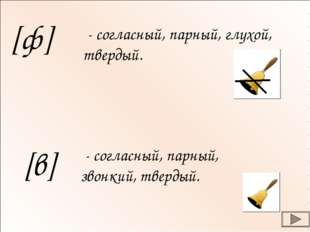 [ф] - согласный, парный, глухой,
твердый.
[в] - согласный, парный,
звонкий, твердый.